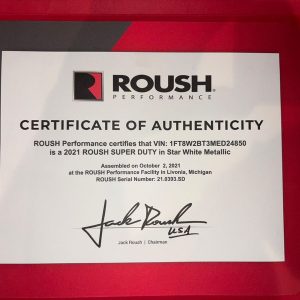 ROUSH
PERFORMANCE
CERTIFICATE OF AUTHENTICITY
ROUSH Performance certifies that VIN: 1FT8W2BT3MED24850
is a 2021 ROUSH SUPER DUTY in Star White Metallic
Assembled on October 2, 2021
at the ROUSH Performance Facility in Livonia, Michigan
ROUSH Serial Number: 21.0393.SD
Jack Roush
USA
Jack Roush | Chairman